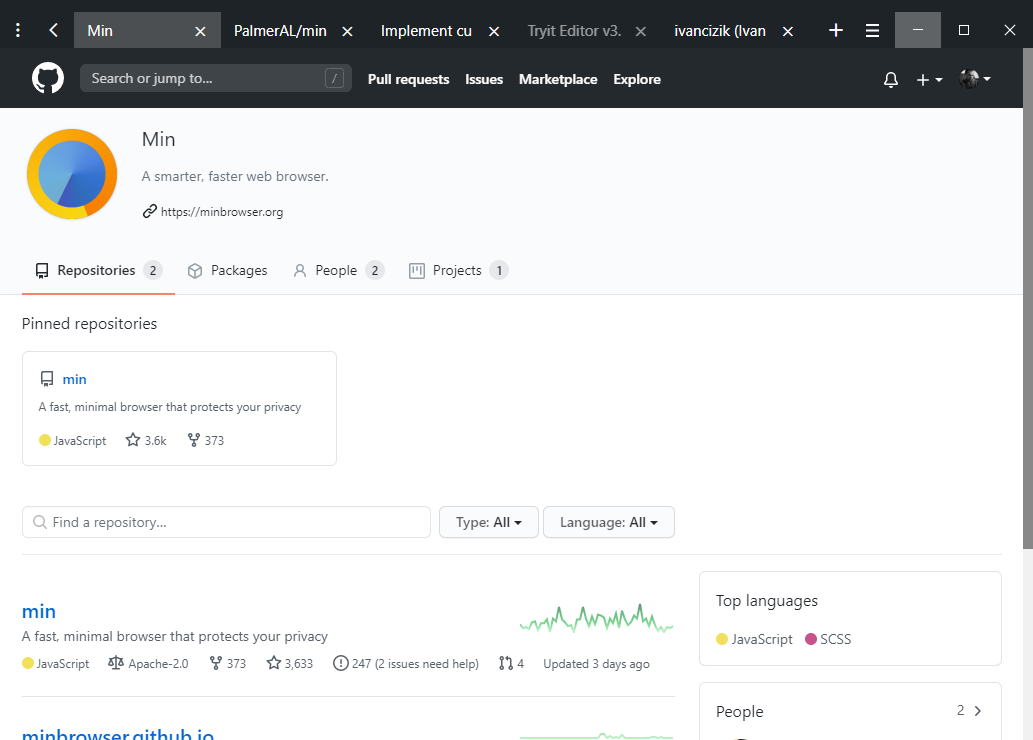 Min PalmerAL/min Implement cu Tryit Editor v3. ivancizik (Ivan
Search or jump to... / Pull requests Issues Marketplace Explore
Min
A smarter, faster web browser.
https://minbrowser.org
Repositories 2 Packages People 2 Projects 1
Pinned repositories
min
A fast, minimal browser that protects your privacy
JavaScript 3.6k 373
Find a repository... Type: All Language: All
min
A fast, minimal browser that protects your privacy
JavaScript Apache-2.0 373 3,633 247 (2 issues need help) 4 Updated 3 days ago
minbrowser.github.io
Top languages
JavaScript SCSS
People 2